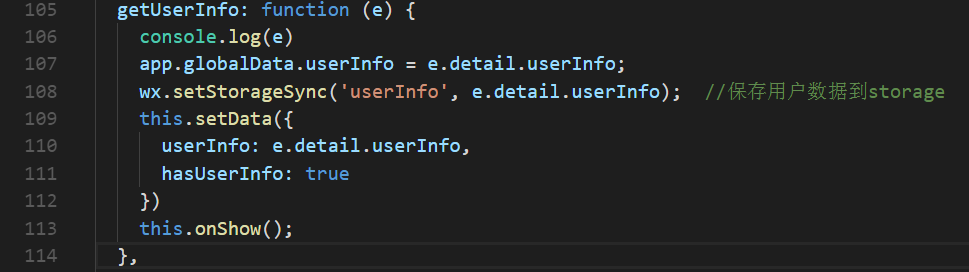 105 getUserInfo: function (e) {
106 console.log(e)
107 app.globalData.userInfo = e.detail.userInfo;
108 wx.setStorageSync('userInfo', e.detail.userInfo); //保存用户数据到storage
109 this.setData({
110 userInfo: e.detail.userInfo,
111 hasUserInfo: true
112 })
113 this.onShow();
114 },